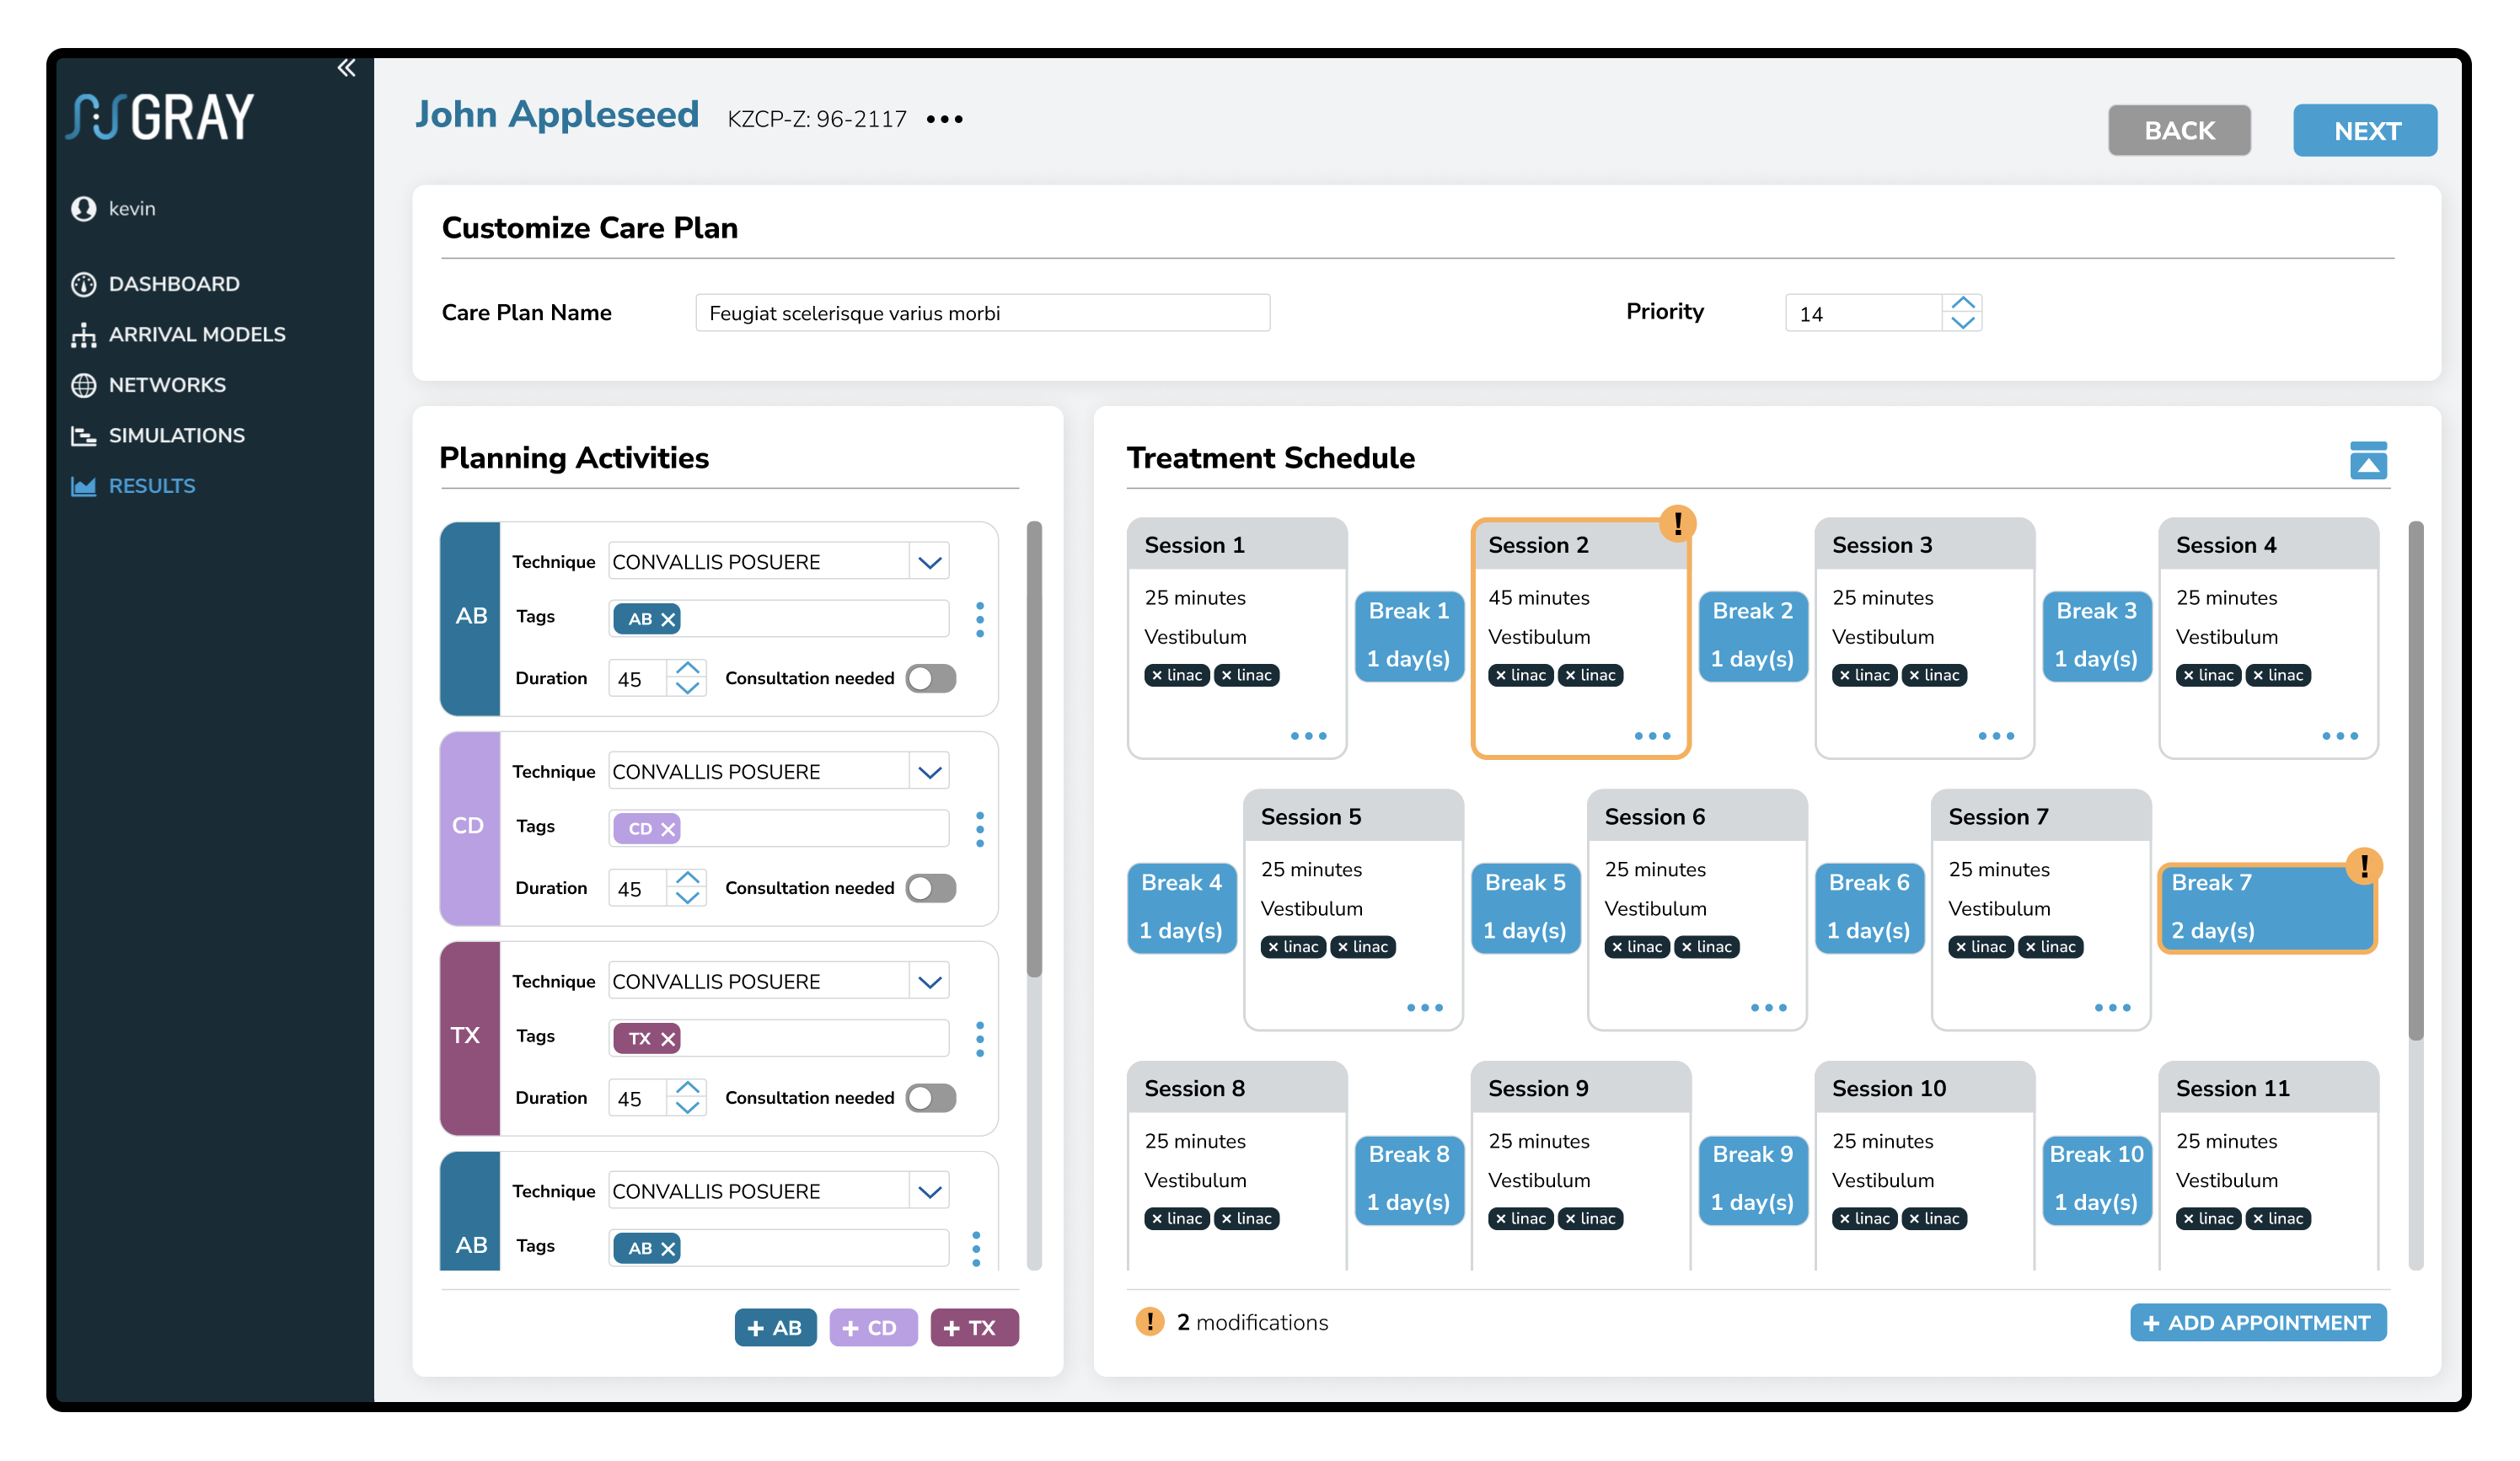 GRAY
kevin
DASHBOARD
ARRIVAL MODELS
NETWORKS
SIMULATIONS
RESULTS
John Appleseed KZCP-Z: 96-2117
BACK NEXT
Customize Care Plan
Care Plan Name Feugiat scelerisque varius morbi Priority 14
Planning Activities
AB
Technique CONVALLIS POSUERE
Tags AB
Duration 45 Consultation needed
CD
Technique CONVALLIS POSUERE
Tags CD
Duration 45 Consultation needed
TX
Technique CONVALLIS POSUERE
Tags TX
Duration 45 Consultation needed
AB
Technique CONVALLIS POSUERE
Tags AB
+ AB + CD + TX
Treatment Schedule
Session 1
25 minutes
Vestibulum
× linac × linac
Break 1
1 day(s)
!
Session 2
45 minutes
Vestibulum
× linac × linac
Break 2
1 day(s)
Session 3
25 minutes
Vestibulum
× linac × linac
Break 3
1 day(s)
Session 4
25 minutes
Vestibulum
× linac × linac
Break 4
1 day(s)
Session 5
25 minutes
Vestibulum
× linac × linac
Break 5
1 day(s)
Session 6
25 minutes
Vestibulum
× linac × linac
Break 6
1 day(s)
Session 7
25 minutes
Vestibulum
× linac × linac
!
Break 7
2 day(s)
Session 8
25 minutes
Vestibulum
× linac × linac
Break 8
1 day(s)
Session 9
25 minutes
Vestibulum
× linac × linac
Break 9
1 day(s)
Session 10
25 minutes
Vestibulum
× linac × linac
Break 10
1 day(s)
Session 11
25 minutes
Vestibulum
× linac × linac
! 2 modifications
+ ADD APPOINTMENT